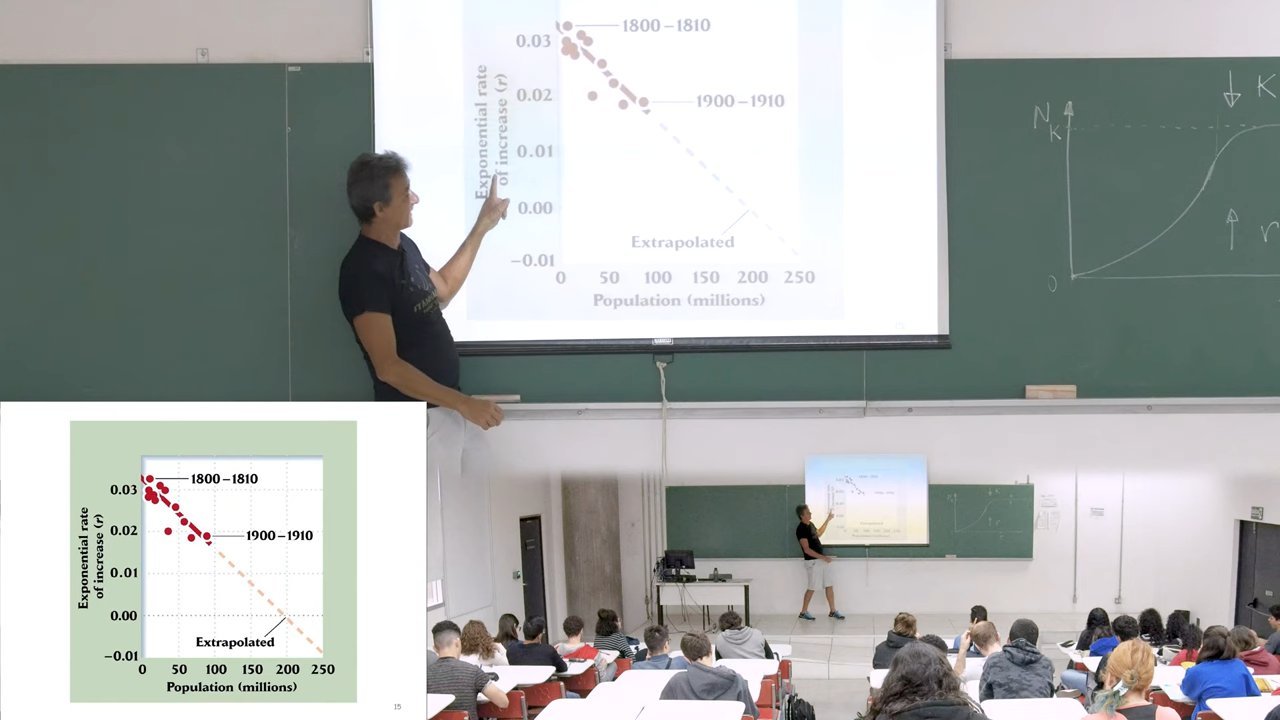 1800 – 1810
0.03
0.02
1900 – 1910
0.01
0.00
−0.01
Exponential rate
of increase (r)
Extrapolated
0 50 100 150 200 250
Population (millions)
N
K
0
↓ K
↑ r
1800 – 1810
0.03
0.02
1900 – 1910
0.01
0.00
−0.01
Exponential rate
of increase (r)
Extrapolated
0 50 100 150 200 250
Population (millions)
15